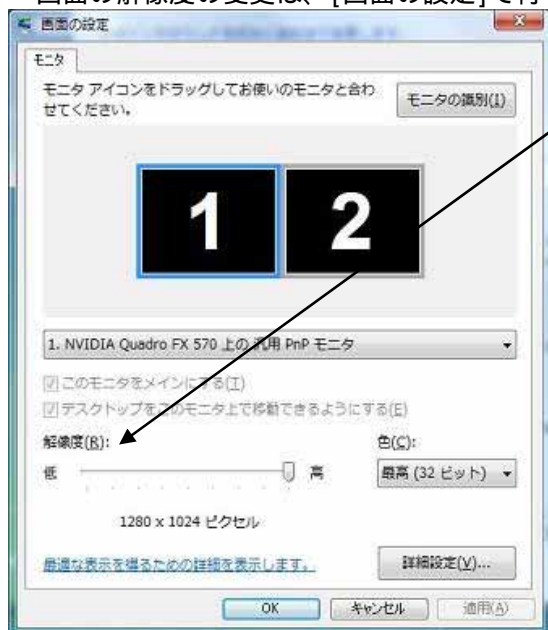 画面の解像度の変更は、[画面の設定]で行
画面の設定
モニタ
モニタ アイコンをドラッグしてお使いのモニタと合わ
せてください。
モニタの識別(I)
1 2
1. NVIDIA Quadro FX 570 上の 汎用 PnP モニタ
このモニタをメインにする(T)
デスクトップをこのモニタ上で移動できるようにする(E)
解像度(R):
色(C):
低 高
最高 (32 ビット)
1280 x 1024 ピクセル
最適な表示を得るための詳細を表示します。
詳細設定(V)...
OK キャンセル 適用(A)